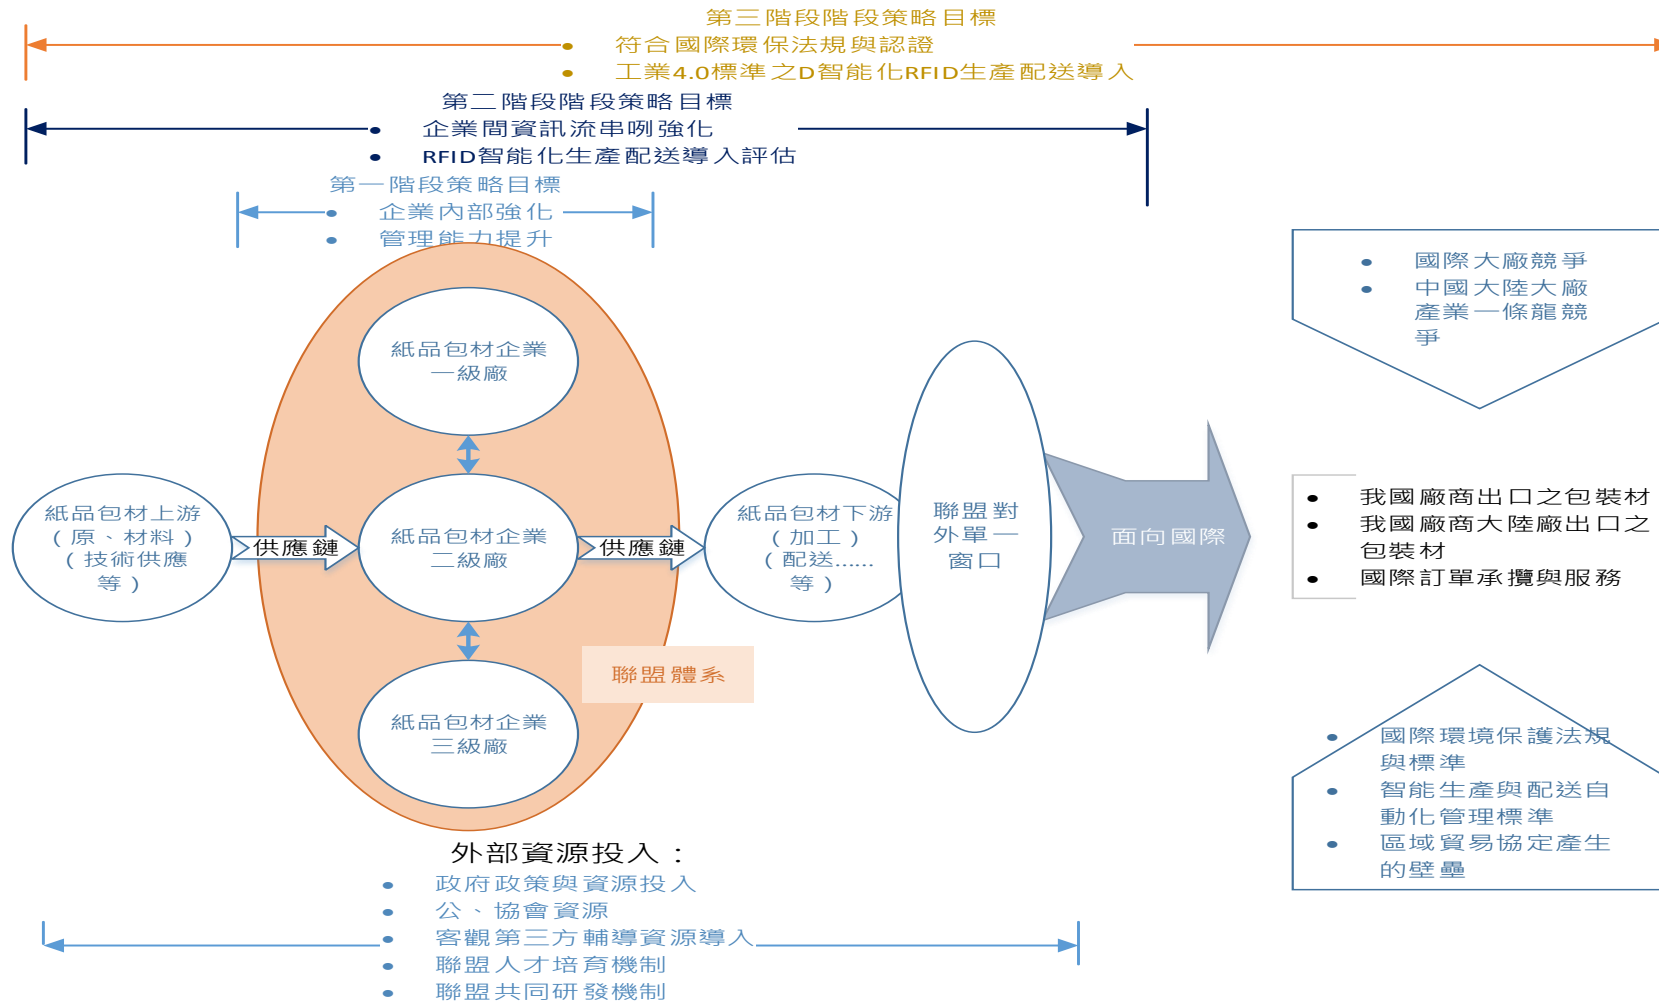 第三階段階段策略目標
• 符合國際環保法規與認證
• 工業4.0標準之D智能化RFID生產配送導入
第二階段階段策略目標
• 企業間資訊流串咧強化
• RFID智能化生產配送導入評估
第一階段策略目標
• 企業內部強化
• 管理能力提升
紙品包材企業
一級廠
紙品包材上游
(原、材料)
(技術供應
等)
供應鏈
紙品包材企業
二級廠
供應鏈
紙品包材下游
(加工)
(配送......
等)
聯盟對
外單一
窗口
面向國際
紙品包材企業
三級廠
聯盟體系
• 國際大廠競爭
• 中國大陸大廠
產業一條龍競
爭
• 我國廠商出口之包裝材
• 我國廠商大陸廠出口之
包裝材
• 國際訂單承攬與服務
• 國際環境保護法規
與標準
• 智能生產與配送自
動化管理標準
• 區域貿易協定產生
的壁壘
外部資源投入：
• 政府政策與資源投入
• 公、協會資源
• 客觀第三方輔導資源導入
• 聯盟人才培育機制
• 聯盟共同研發機制